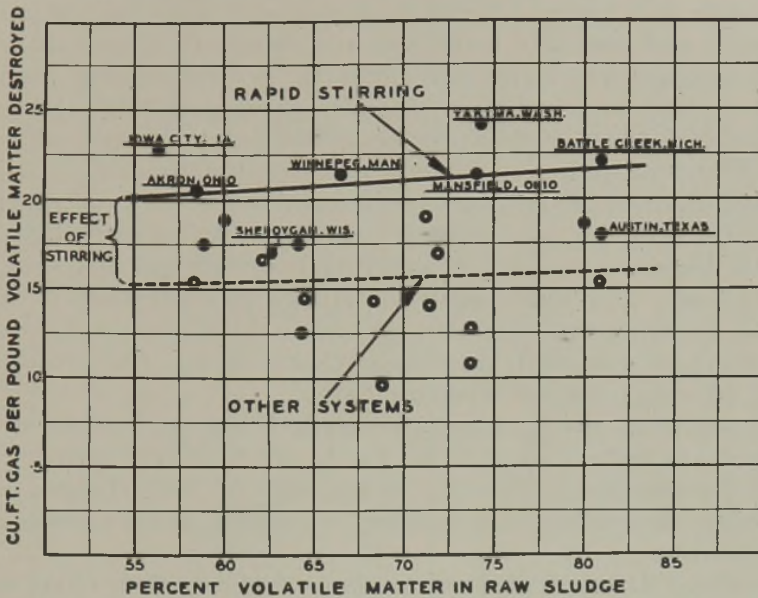 CU. FT. GAS PER POUND VOLATILE MATTER DESTROYED
25
20
15
10
5
RAPID STIRRING
YAKIMA, WASH.
IOWA CITY, IA.
BATTLE CREEK, MICH.
WINNEPEG, MAN.
AKRON, OHIO
MANSFIELD, OHIO
EFFECT
OF
STIRRING
SHEBOYGAN, WIS.
AUSTIN, TEXAS
OTHER SYSTEMS
55 60 65 70 75 80 85
PERCENT VOLATILE MATTER IN RAW SLUDGE